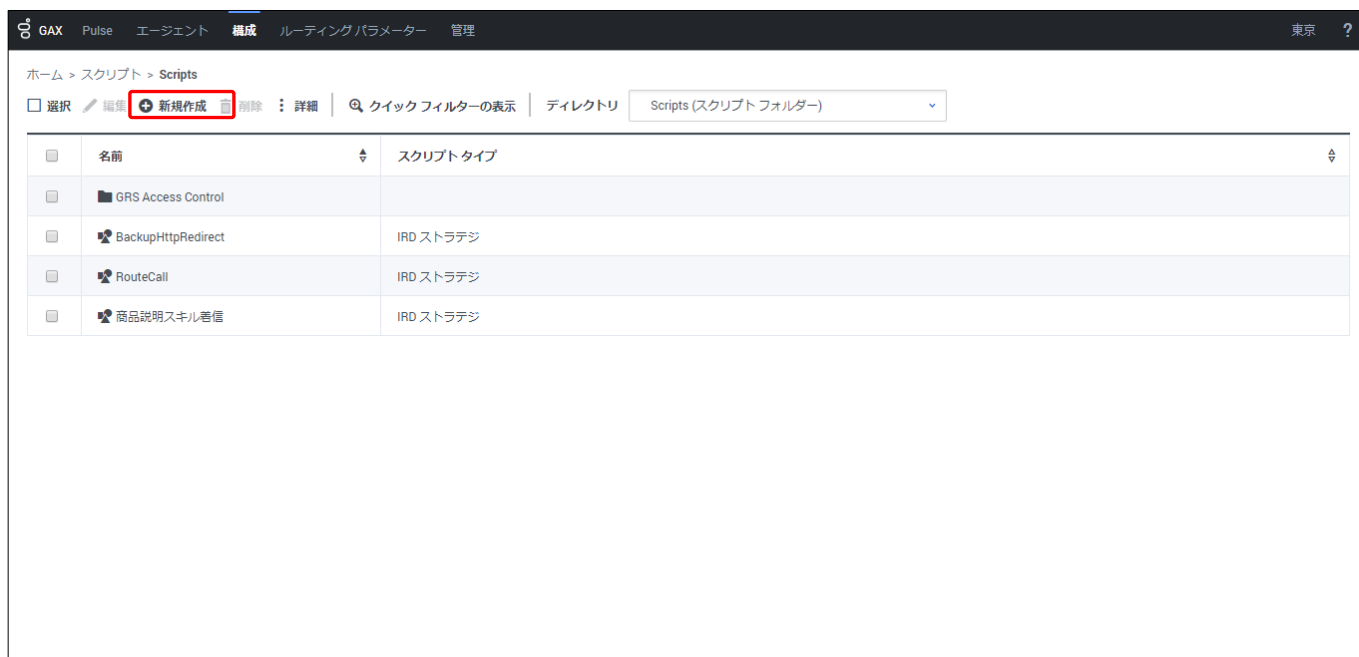 GAX Pulse エージェント 構成 ルーティング パラメーター 管理 東京 ?
ホーム > スクリプト > Scripts
選択 編集 新規作成 削除 詳細 クイック フィルターの表示 ディレクトリ Scripts (スクリプト フォルダー)
名前 スクリプト タイプ
GRS Access Control
BackupHttpRedirect IRD ストラテジ
RouteCall IRD ストラテジ
商品説明スキル着信 IRD ストラテジ